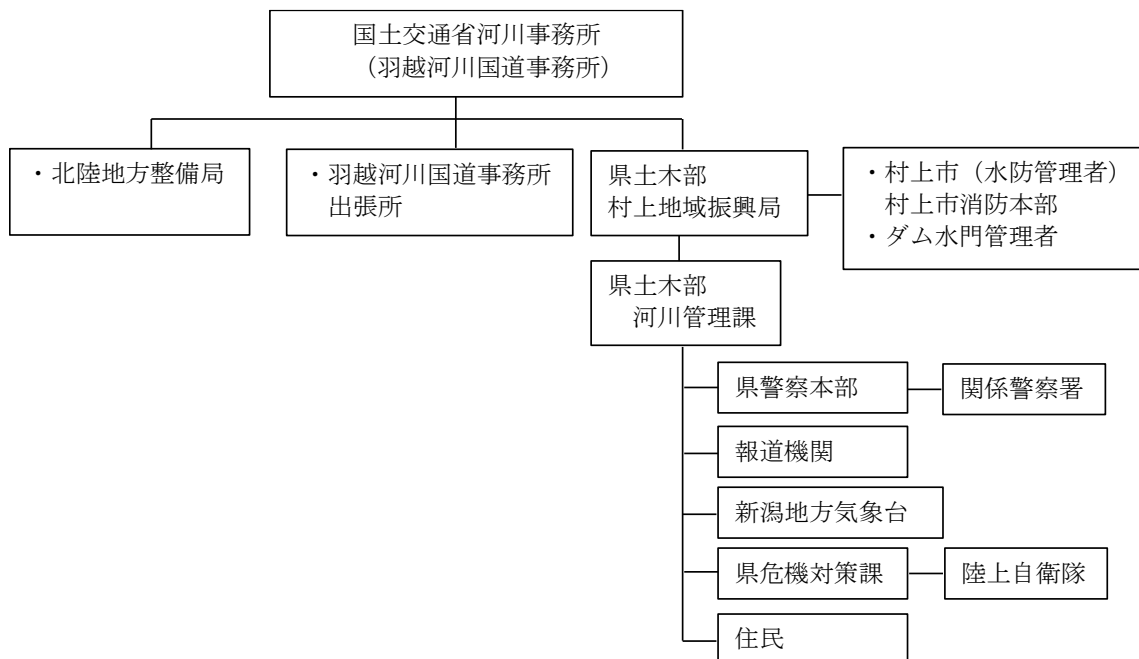 国土交通省河川事務所
（羽越河川国道事務所）
・北陸地方整備局
・羽越河川国道事務所
出張所
県土木部
村上地域振興局
・村上市（水防管理者）
村上市消防本部
・ダム水門管理者
県土木部
河川管理課
県警察本部
関係警察署
報道機関
新潟地方気象台
県危機対策課
陸上自衛隊
住民